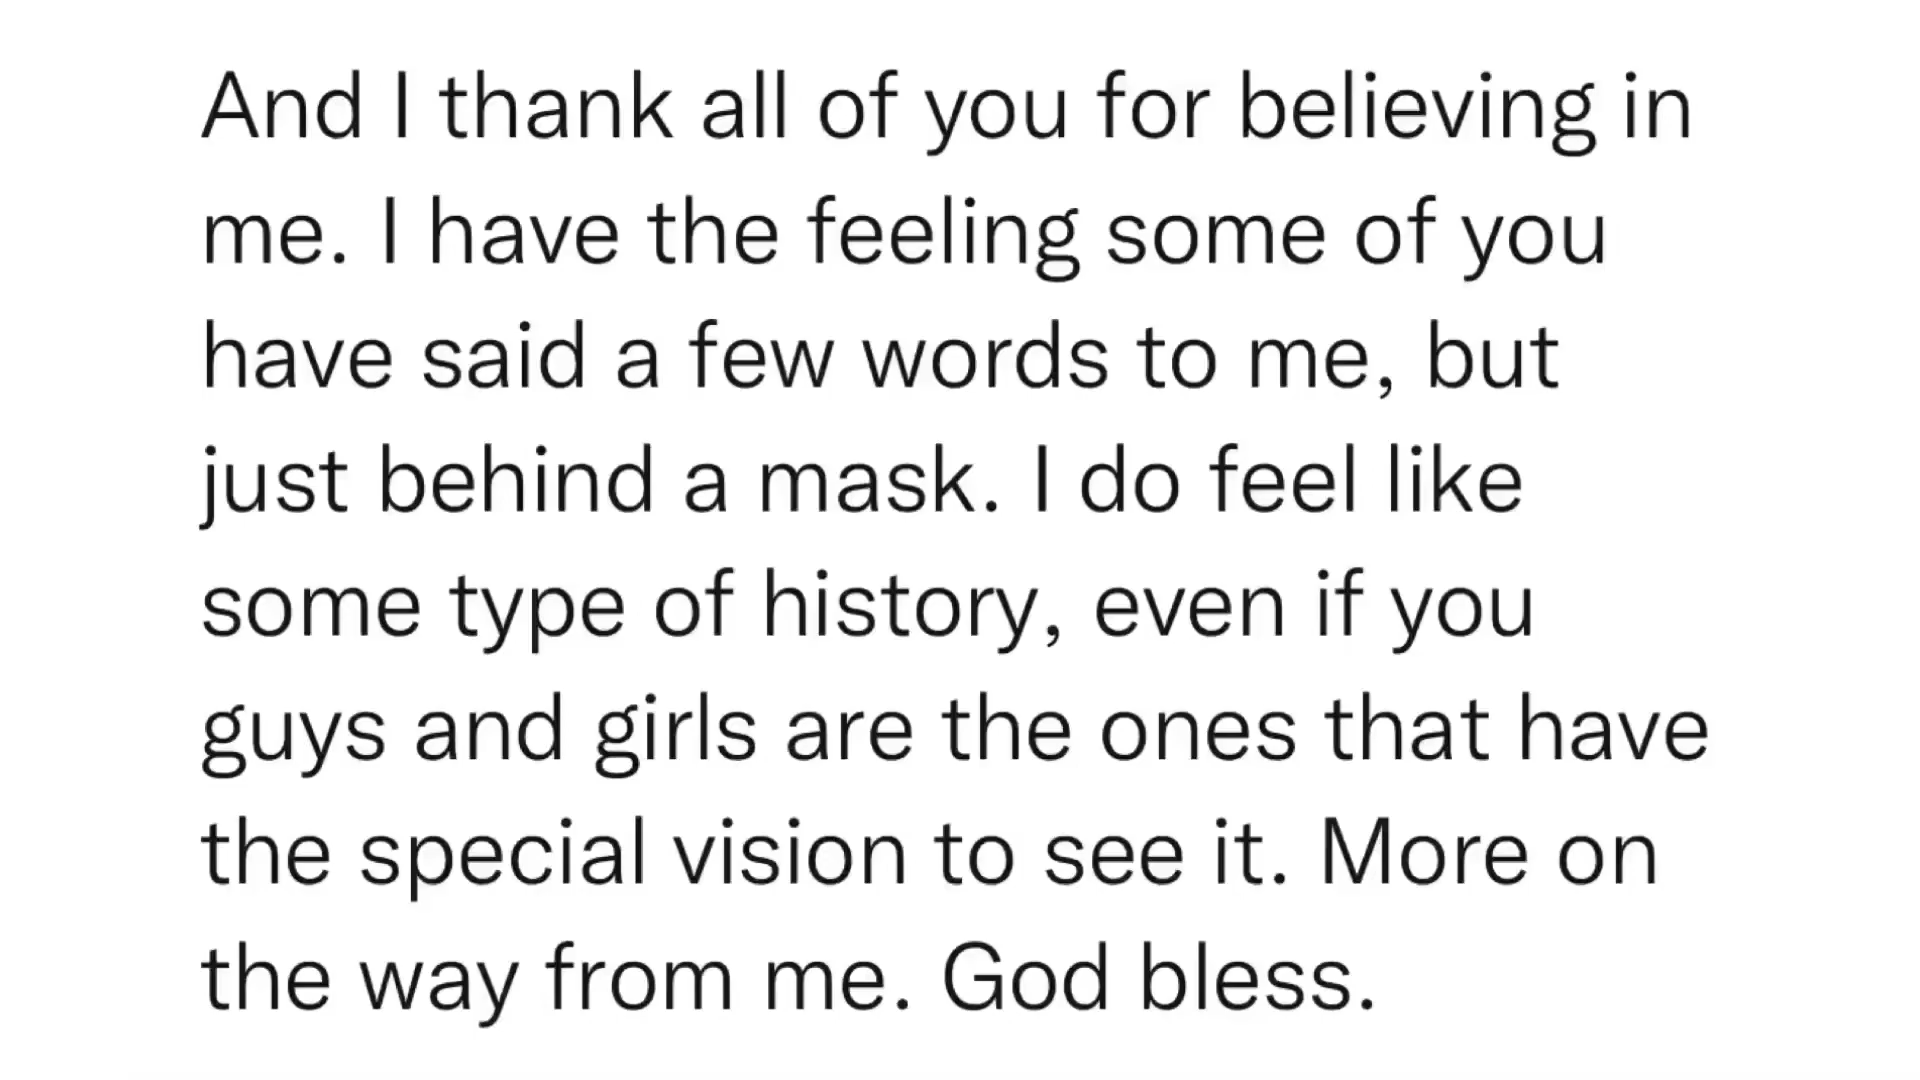 And I thank all of you for believing in
me. I have the feeling some of you
have said a few words to me, but
just behind a mask. I do feel like
some type of history, even if you
guys and girls are the ones that have
the special vision to see it. More on
the way from me. God bless.